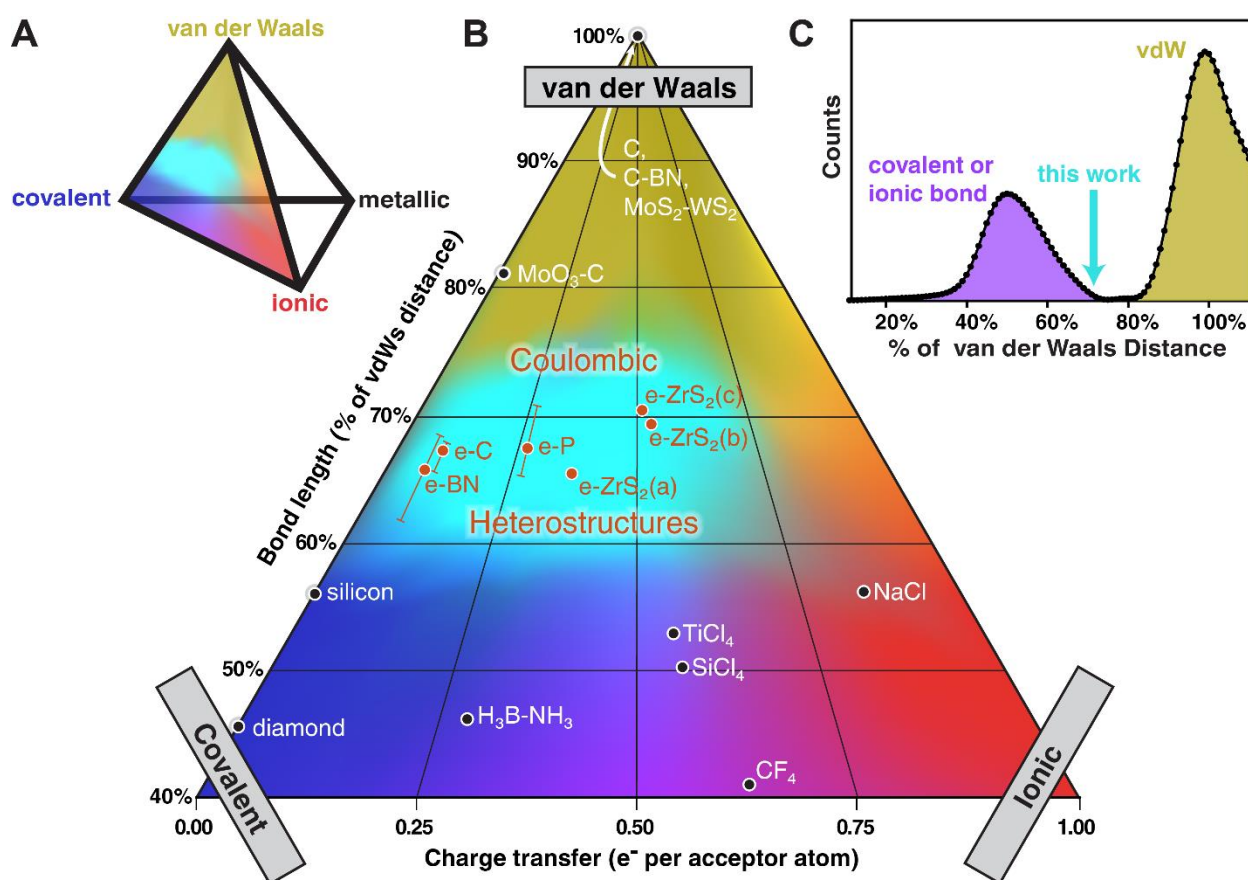 A
van der Waals
covalent
metallic
ionic
B
100%
van der Waals
90%
C,
C-BN,
MoS₂-WS₂
80%
MoO₃-C
Bond length (% of vdWs distance)
Coulombic
70%
e-ZrS₂(c)
e-ZrS₂(b)
e-C
e-P
e-BN
e-ZrS₂(a)
Heterostructures
60%
silicon
NaCl
TiCl₄
50%
SiCl₄
diamond
H₃B-NH₃
CF₄
40%
Covalent
Ionic
0.00
0.25
0.50
0.75
1.00
Charge transfer (e⁻ per acceptor atom)
C
Counts
vdW
covalent or
ionic bond
this work
20%
40%
60%
80%
100%
% of van der Waals Distance